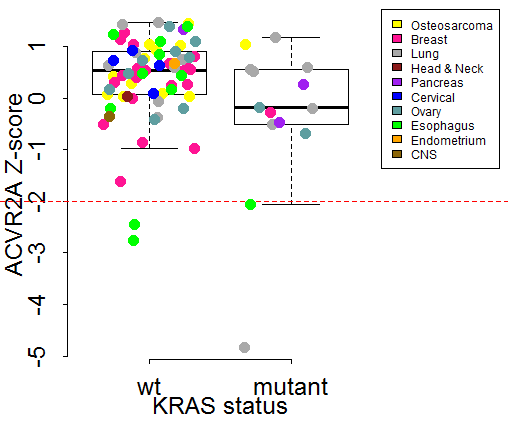 ACVR2A Z-score
1
0
-1
-2
-3
-4
-5
wt
mutant
KRAS status
Osteosarcoma
Breast
Lung
Head & Neck
Pancreas
Cervical
Ovary
Esophagus
Endometrium
CNS